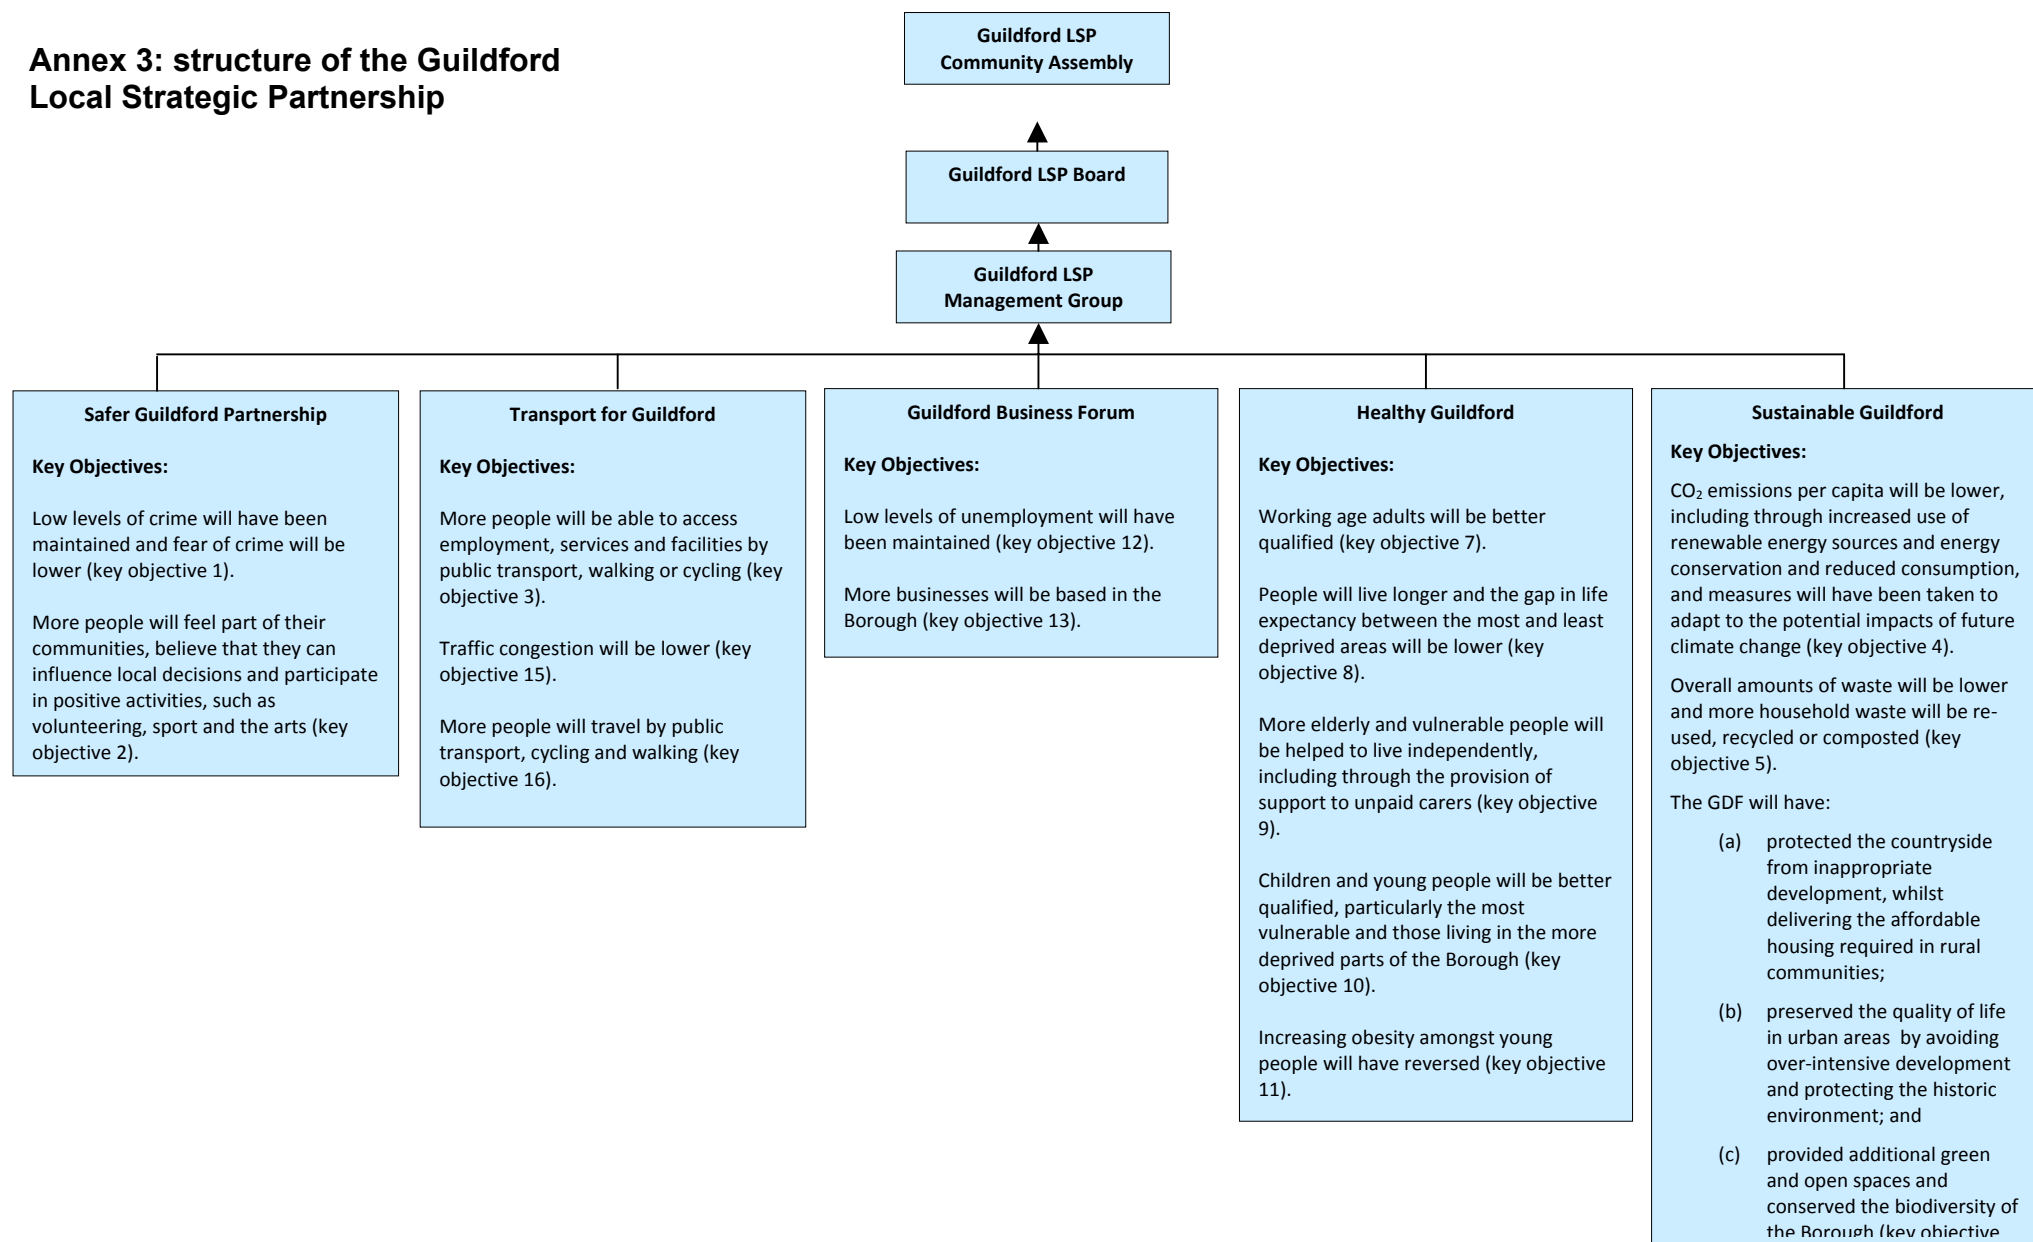 Annex 3: structure of the Guildford
Local Strategic Partnership
Guildford LSP
Community Assembly
Guildford LSP Board
Guildford LSP
Management Group
Safer Guildford Partnership
Key Objectives:
Low levels of crime will have been
maintained and fear of crime will be
lower (key objective 1).
More people will feel part of their
communities, believe that they can
influence local decisions and participate
in positive activities, such as
volunteering, sport and the arts (key
objective 2).
Transport for Guildford
Key Objectives:
More people will be able to access
employment, services and facilities by
public transport, walking or cycling (key
objective 3).
Traffic congestion will be lower (key
objective 15).
More people will travel by public
transport, cycling and walking (key
objective 16).
Guildford Business Forum
Key Objectives:
Low levels of unemployment will have
been maintained (key objective 12).
More businesses will be based in the
Borough (key objective 13).
Healthy Guildford
Key Objectives:
Working age adults will be better
qualified (key objective 7).
People will live longer and the gap in life
expectancy between the most and least
deprived areas will be lower (key
objective 8).
More elderly and vulnerable people will
be helped to live independently,
including through the provision of
support to unpaid carers (key objective
9).
Children and young people will be better
qualified, particularly the most
vulnerable and those living in the more
deprived parts of the Borough (key
objective 10).
Increasing obesity amongst young
people will have reversed (key objective
11).
Sustainable Guildford
Key Objectives:
CO₂ emissions per capita will be lower,
including through increased use of
renewable energy sources and energy
conservation and reduced consumption,
and measures will have been taken to
adapt to the potential impacts of future
climate change (key objective 4).
Overall amounts of waste will be lower
and more household waste will be re-
used, recycled or composted (key
objective 5).
The GDF will have:
(a) protected the countryside
from inappropriate
development, whilst
delivering the affordable
housing required in rural
communities;
(b) preserved the quality of life
in urban areas by avoiding
over-intensive development
and protecting the historic
environment; and
(c) provided additional green
and open spaces and
conserved the biodiversity of
the Borough (key objective